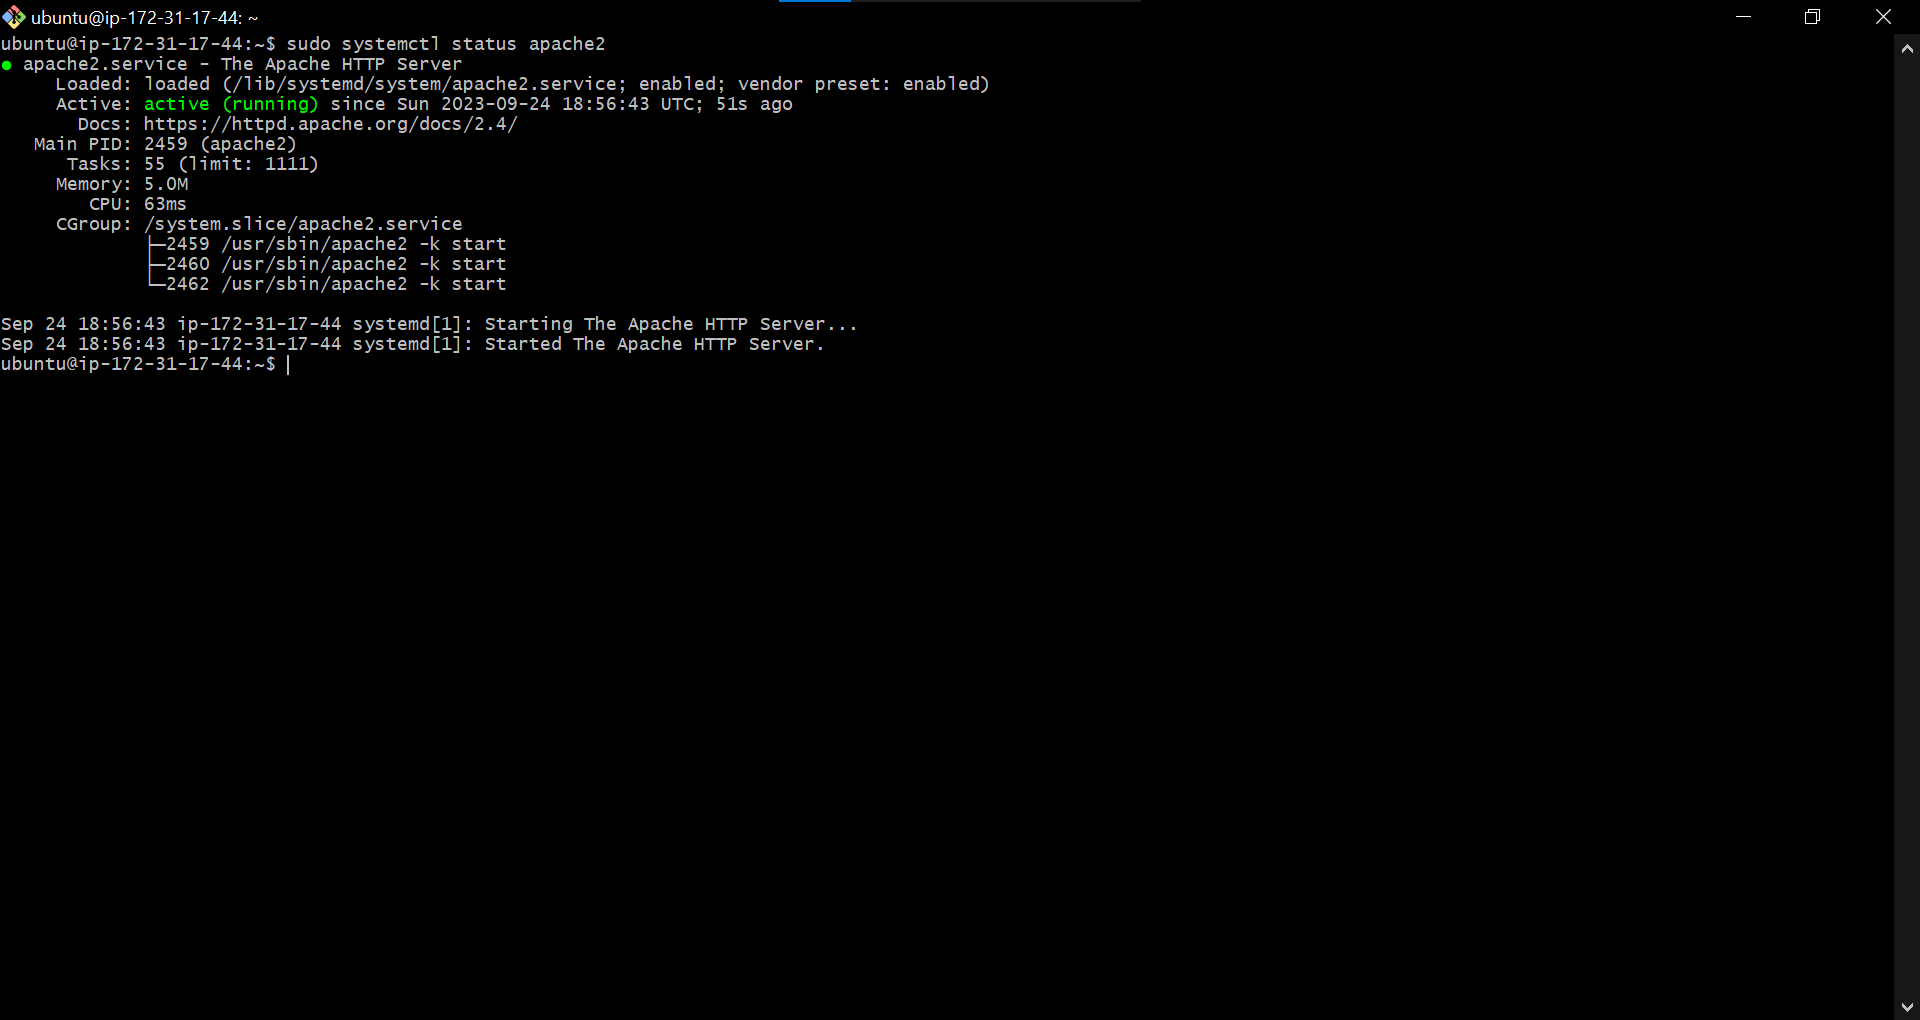 ubuntu@ip-172-31-17-44: ~
ubuntu@ip-172-31-17-44:~$ sudo systemctl status apache2
● apache2.service - The Apache HTTP Server
     Loaded: loaded (/lib/systemd/system/apache2.service; enabled; vendor preset: enabled)
     Active: active (running) since Sun 2023-09-24 18:56:43 UTC; 51s ago
       Docs: https://httpd.apache.org/docs/2.4/
   Main PID: 2459 (apache2)
      Tasks: 55 (limit: 1111)
     Memory: 5.0M
        CPU: 63ms
     CGroup: /system.slice/apache2.service
             ├─2459 /usr/sbin/apache2 -k start
             ├─2460 /usr/sbin/apache2 -k start
             └─2462 /usr/sbin/apache2 -k start
Sep 24 18:56:43 ip-172-31-17-44 systemd[1]: Starting The Apache HTTP Server...
Sep 24 18:56:43 ip-172-31-17-44 systemd[1]: Started The Apache HTTP Server.
ubuntu@ip-172-31-17-44:~$